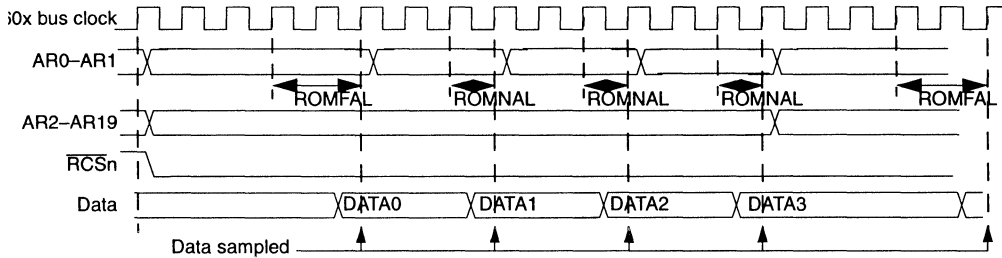 60x bus clock
AR0–AR1
ROMFAL ROMNAL ROMNAL ROMNAL ROMFAL
AR2–AR19
RCSn
Data DATA0 DATA1 DATA2 DATA3
Data sampled